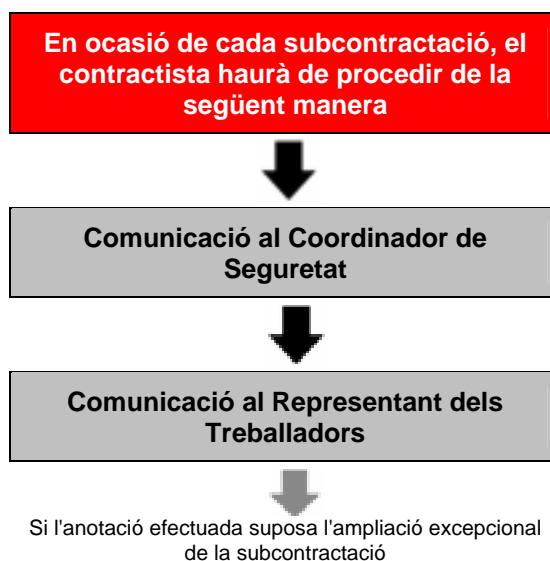 En ocasió de cada subcontractació, el
contractista haurà de procedir de la
següent manera
Comunicació al Coordinador de
Seguretat
Comunicació al Representant dels
Treballadors
Si l'anotació efectuada suposa l'ampliació excepcional
de la subcontractació